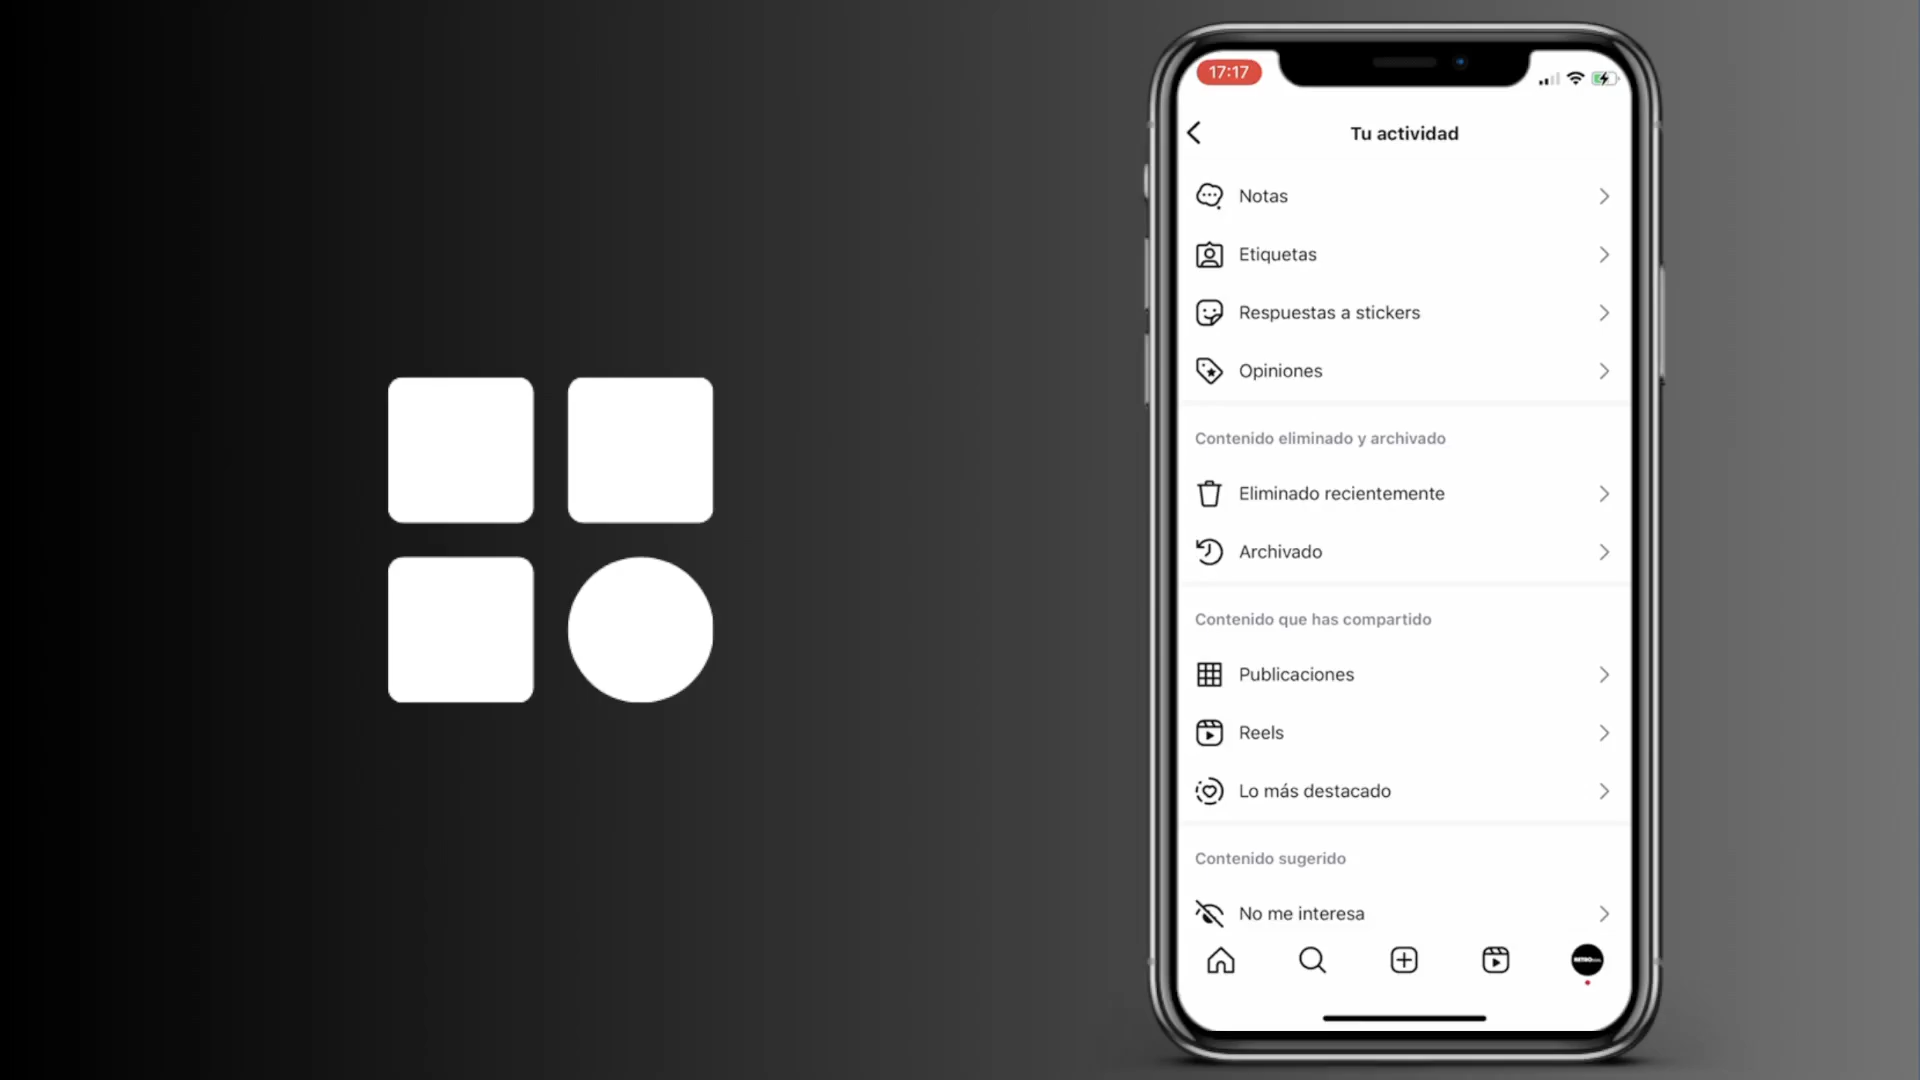 17:17
Tu actividad
Notas
Etiquetas
Respuestas a stickers
Opiniones
Contenido eliminado y archivado
Eliminado recientemente
Archivado
Contenido que has compartido
Publicaciones
Reels
Lo más destacado
Contenido sugerido
No me interesa